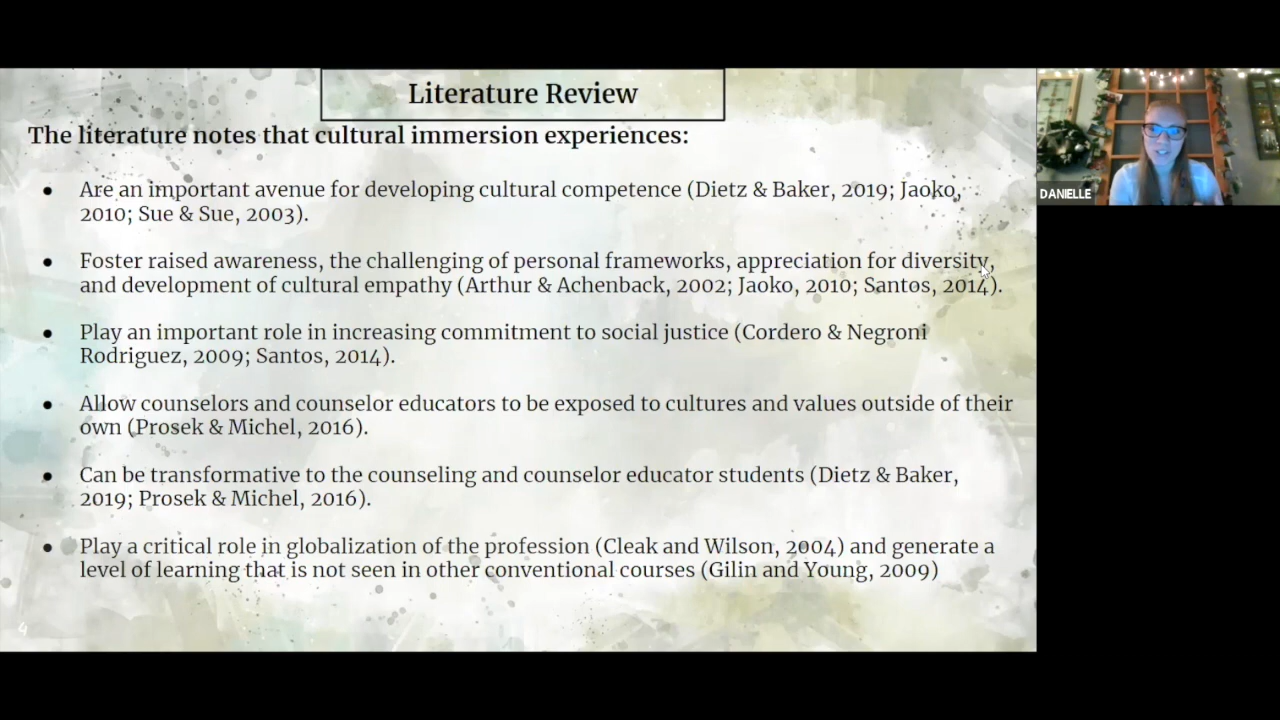 Literature Review
The literature notes that cultural immersion experiences:
● Are an important avenue for developing cultural competence (Dietz & Baker, 2019; Jaoko,
2010; Sue & Sue, 2003).
● Foster raised awareness, the challenging of personal frameworks, appreciation for diversity,
and development of cultural empathy (Arthur & Achenback, 2002; Jaoko, 2010; Santos, 2014).
● Play an important role in increasing commitment to social justice (Cordero & Negroni
Rodriguez, 2009; Santos, 2014).
● Allow counselors and counselor educators to be exposed to cultures and values outside of their
own (Prosek & Michel, 2016).
● Can be transformative to the counseling and counselor educator students (Dietz & Baker,
2019; Prosek & Michel, 2016).
● Play a critical role in globalization of the profession (Cleak and Wilson, 2004) and generate a
level of learning that is not seen in other conventional courses (Gilin and Young, 2009)
4
DANIELLE